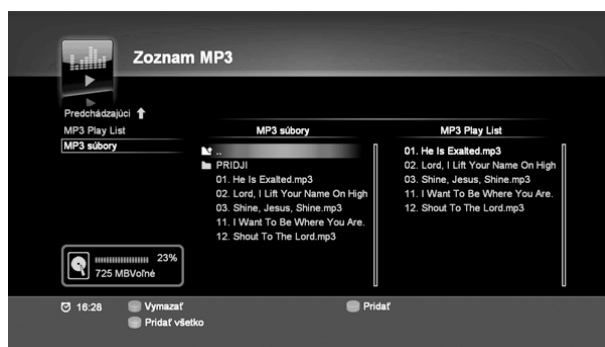 Zoznam MP3
Predchádzajúci
MP3 Play List
MP3 súbory
MP3 súbory
..
PRIDJI
01. He Is Exalted.mp3
02. Lord, I Lift Your Name On High
03. Shine, Jesus, Shine.mp3
11. I Want To Be Where You Are.
12. Shout To The Lord.mp3
MP3 Play List
01. He Is Exalted.mp3
02. Lord, I Lift Your Name On High
03. Shine, Jesus, Shine.mp3
11. I Want To Be Where You Are.
12. Shout To The Lord.mp3
23%
725 MBVoľné
16:28
Vymazať
Pridať
Pridať všetko